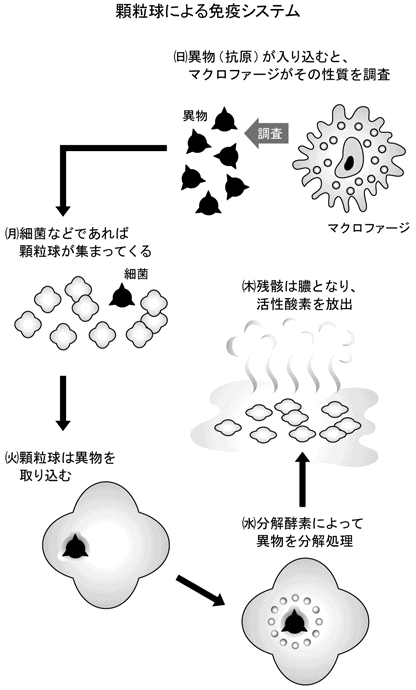 顆粒球による免疫システム
㈰異物（抗原）が入り込むと、
マクロファージがその性質を調査
異物
調査
マクロファージ
㈪細菌などであれば
顆粒球が集まってくる
細菌
㈭残骸は膿となり、
活性酸素を放出
㈫顆粒球は異物を
取り込む
㈬分解酵素によって
異物を分解処理